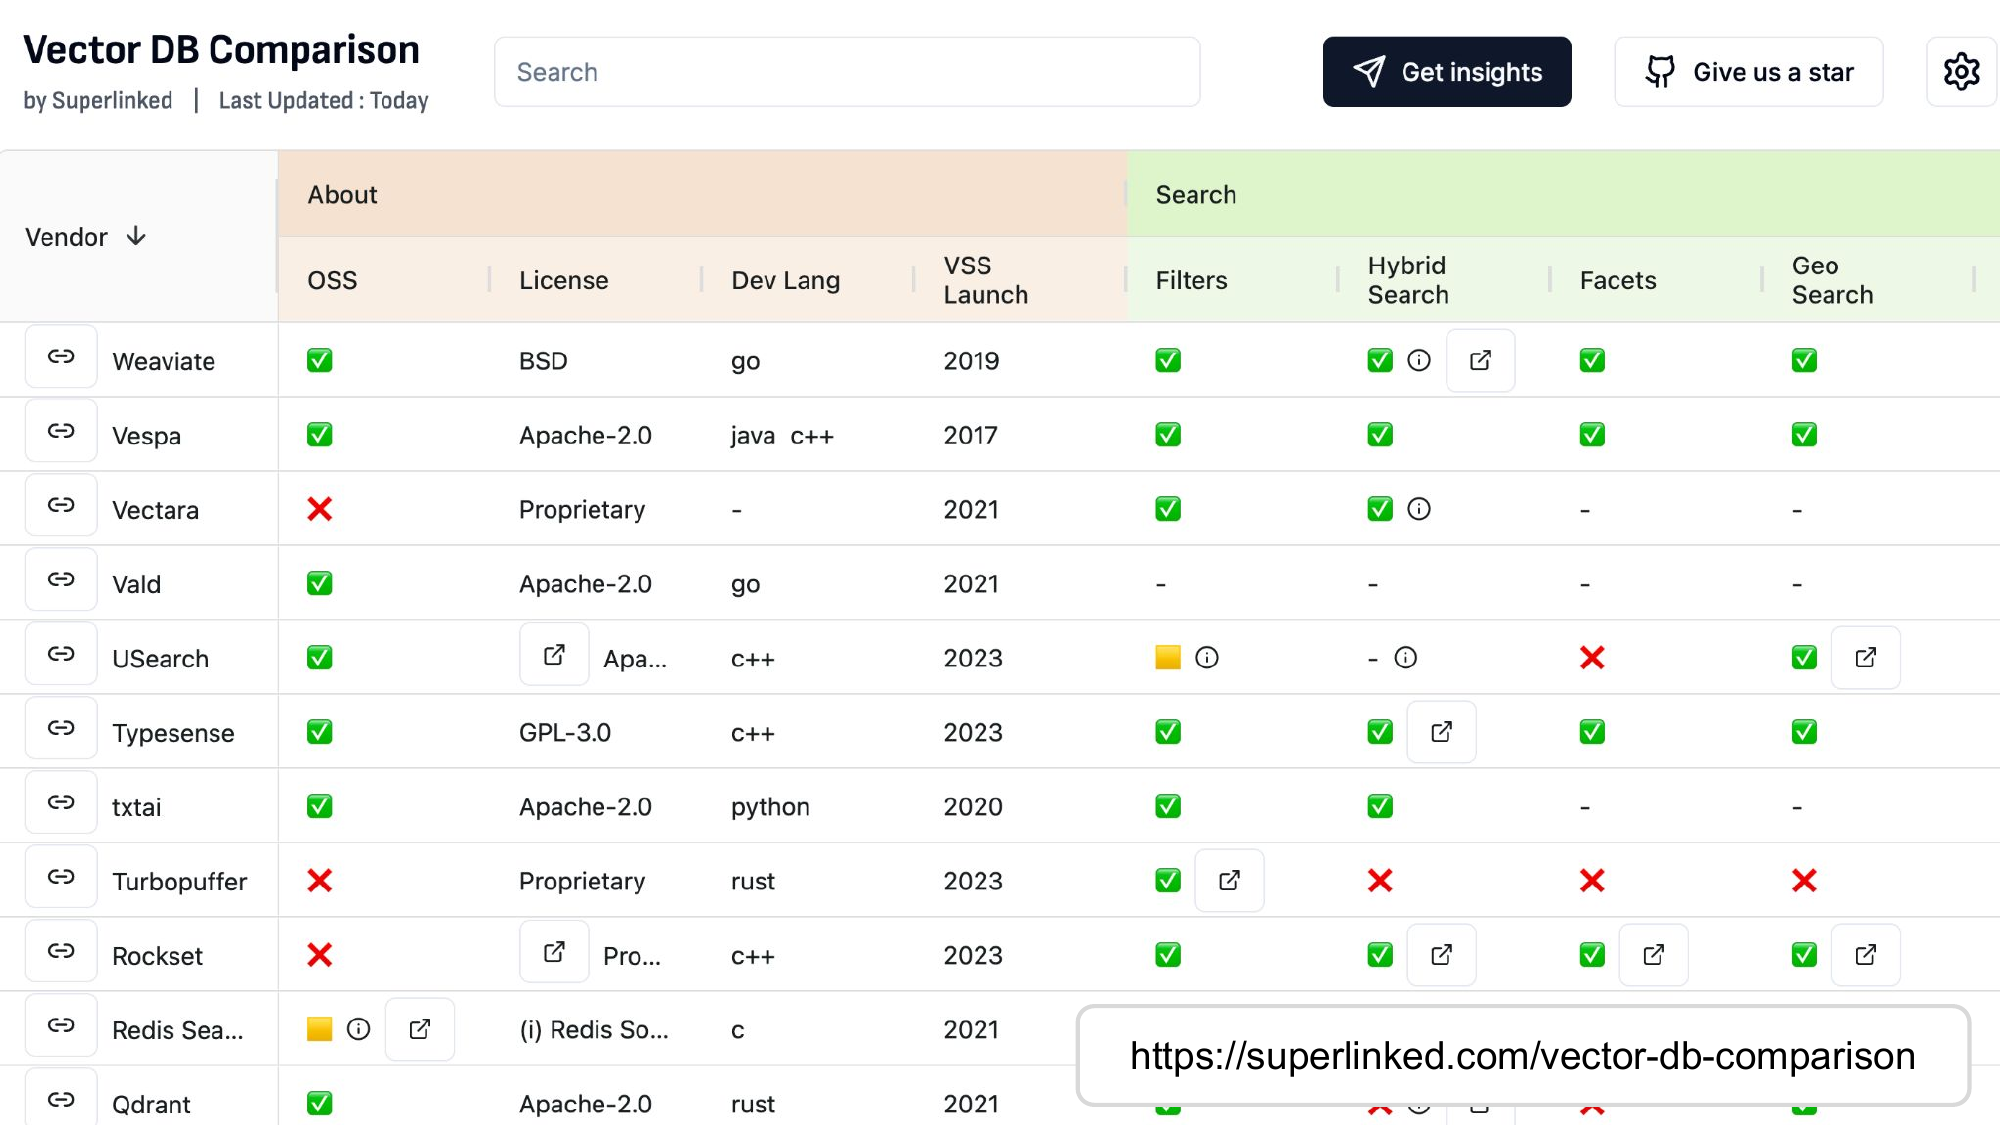 Vector DB Comparison
by Superlinked | Last Updated : Today
Search
Get insights
Give us a star
Vendor
About
Search
OSS
License
Dev Lang
VSS Launch
Filters
Hybrid Search
Facets
Geo Search
Weaviate BSD go 2019
Vespa Apache-2.0 java c++ 2017
Vectara Proprietary - 2021 - -
Vald Apache-2.0 go 2021 - - - -
USearch Apa... c++ 2023 -
Typesense GPL-3.0 c++ 2023
txtai Apache-2.0 python 2020 - -
Turbopuffer Proprietary rust 2023
Rockset Pro... c++ 2023
Redis Sea... (i) Redis So... c 2021
https://superlinked.com/vector-db-comparison
Qdrant Apache-2.0 rust 2021